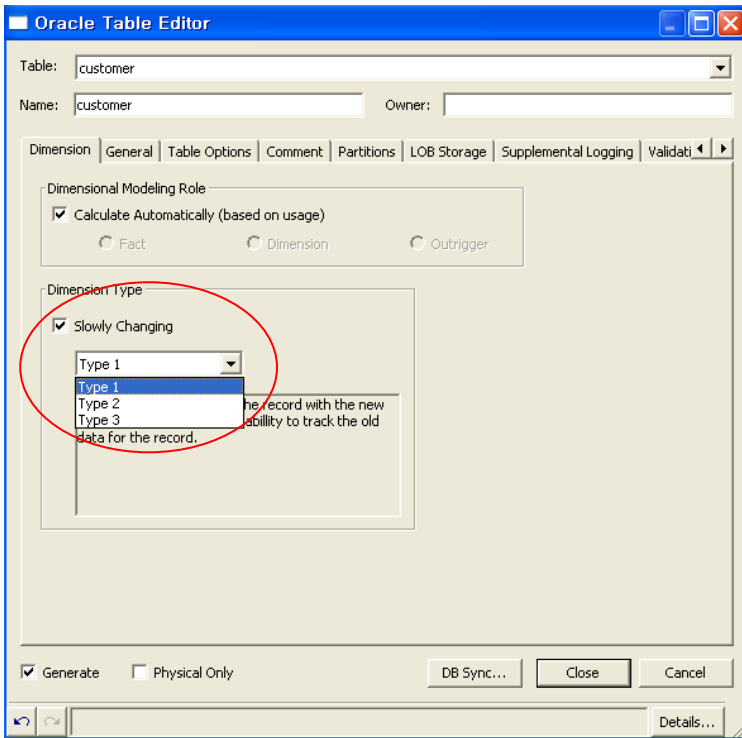 Oracle Table Editor
Table: customer
Name: customer Owner:
Dimension General Table Options Comment Partitions LOB Storage Supplemental Logging Validati
Dimensional Modeling Role
Calculate Automatically (based on usage)
Fact Dimension Outrigger
Dimension Type
Slowly Changing
Type 1
Type 1
Type 2 he record with the new
Type 3 abillity to track the old
data for the record.
Generate Physical Only DB Sync... Close Cancel
Details...